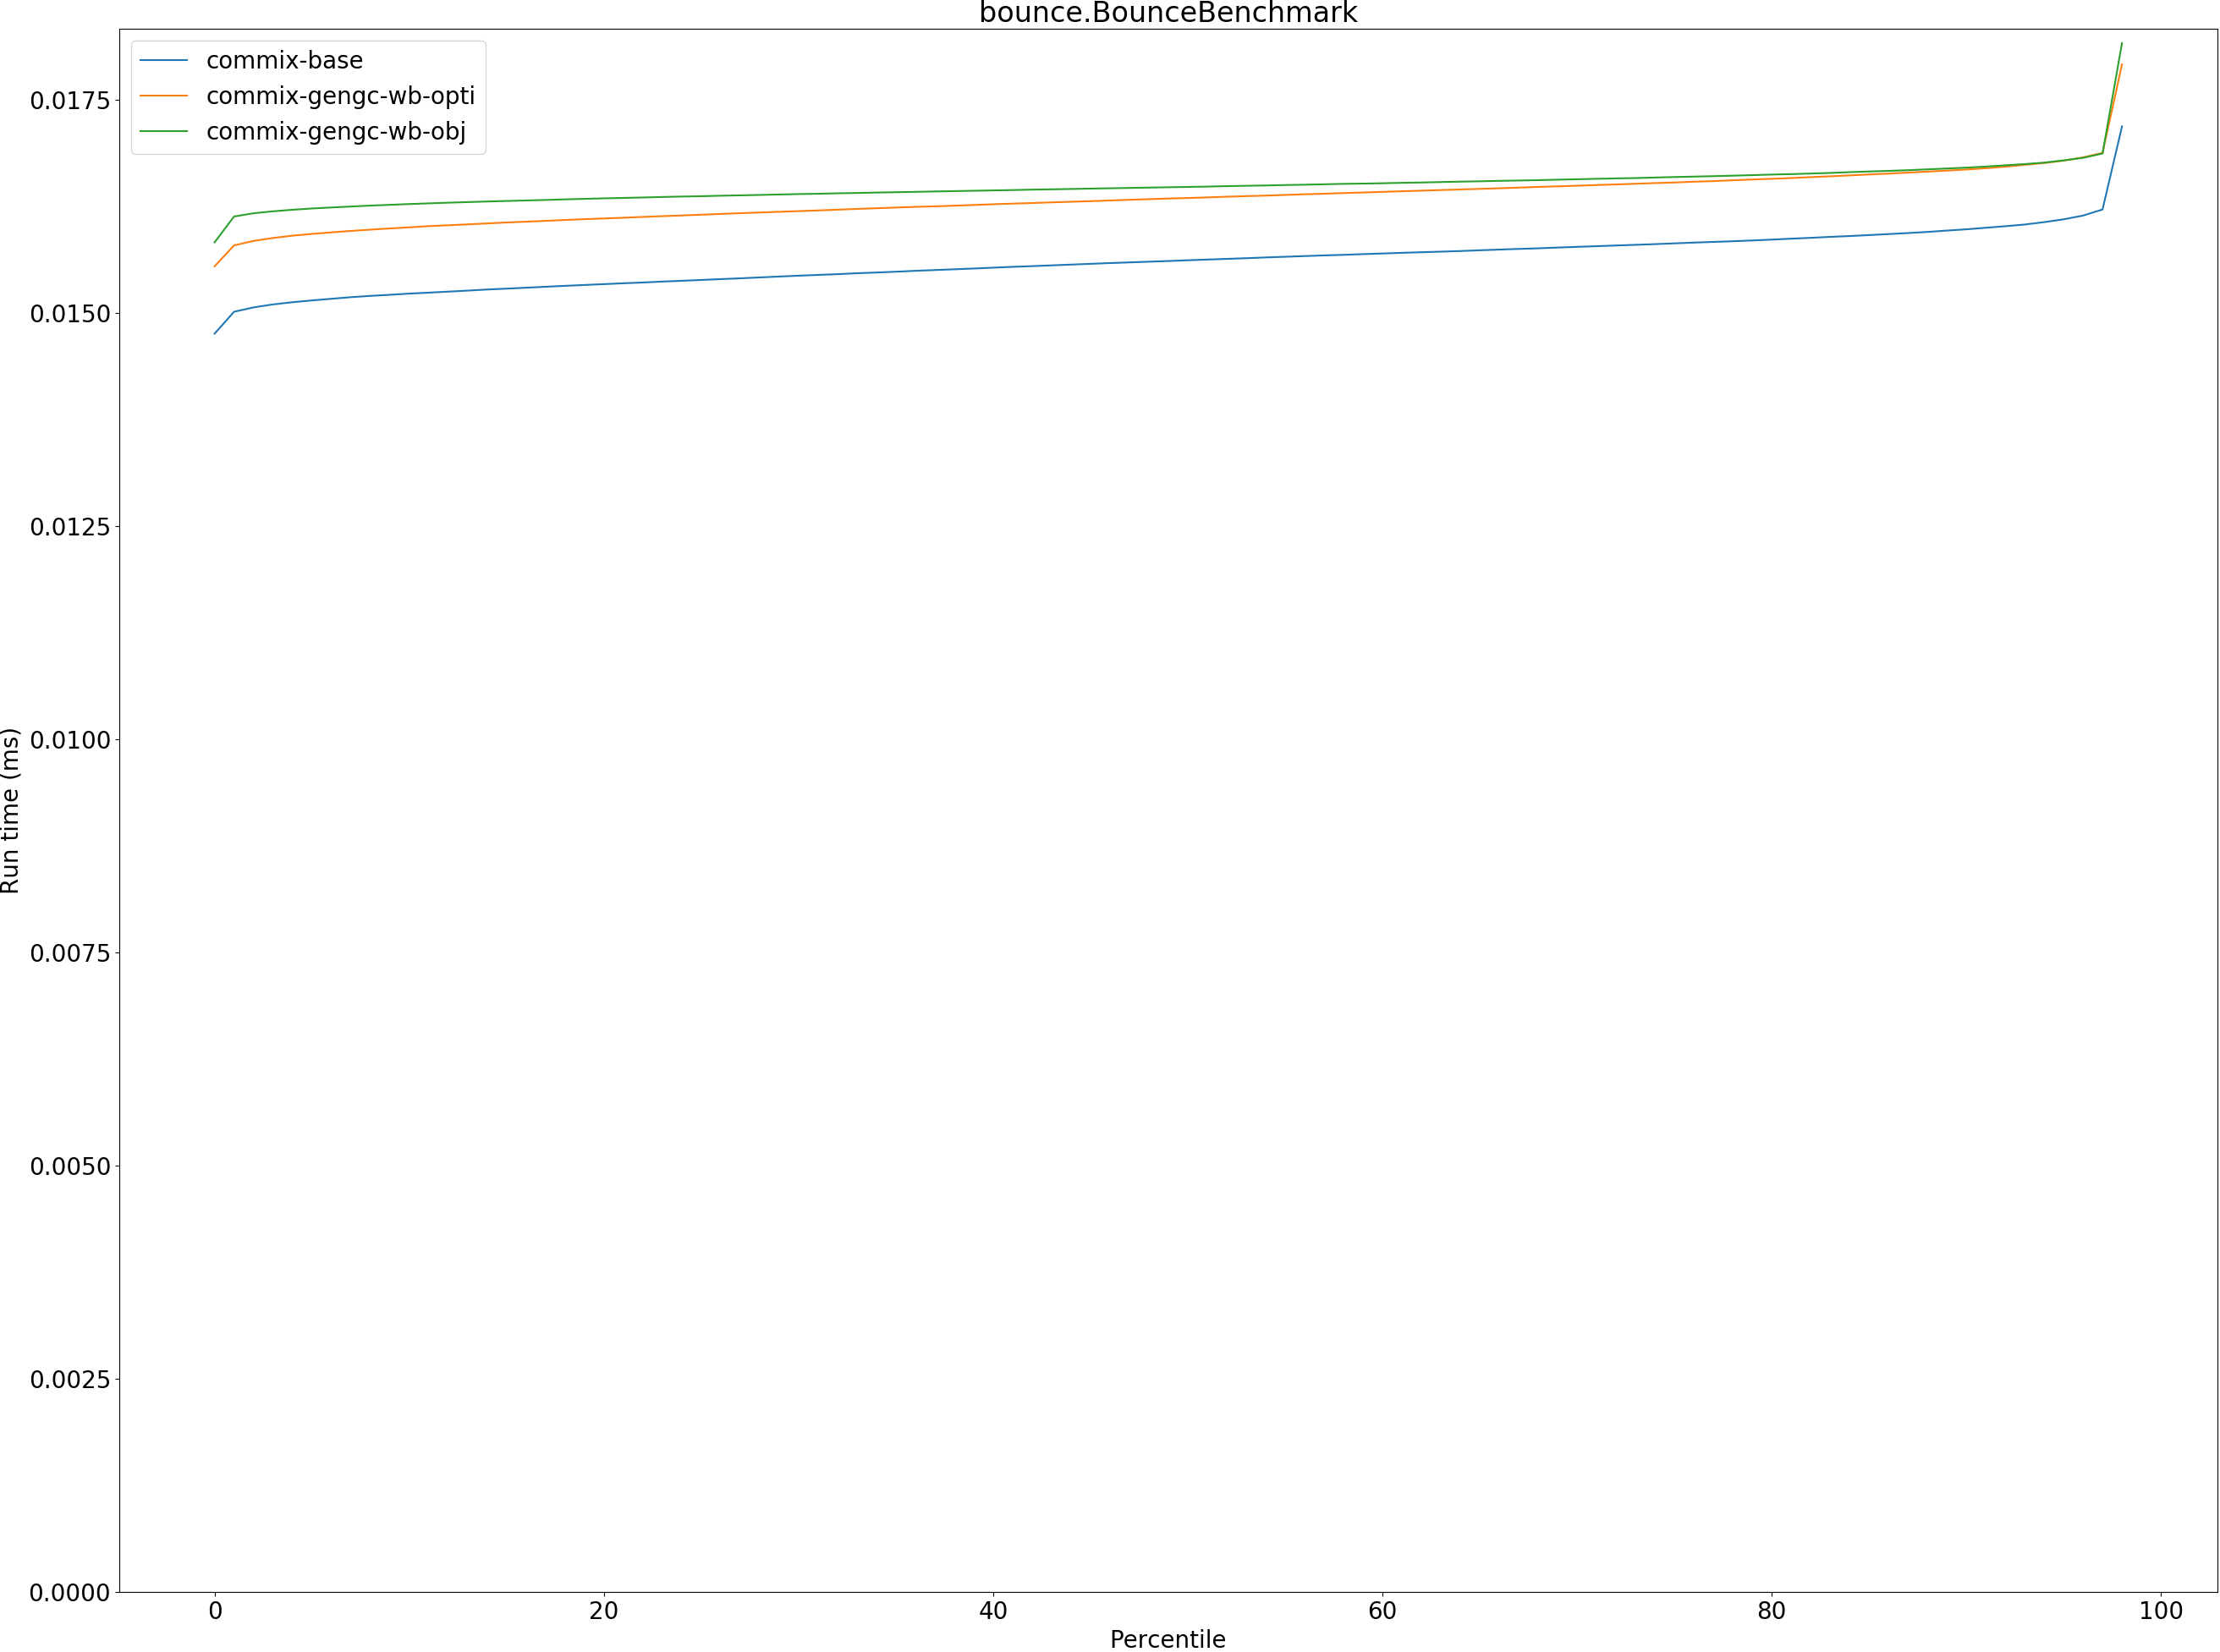 bounce.BounceBenchmark
commix-base
commix-gengc-wb-opti
commix-gengc-wb-obj
Run time (ms)
0.0175
0.0150
0.0125
0.0100
0.0075
0.0050
0.0025
0.0000
0 20 40 60 80 100
Percentile